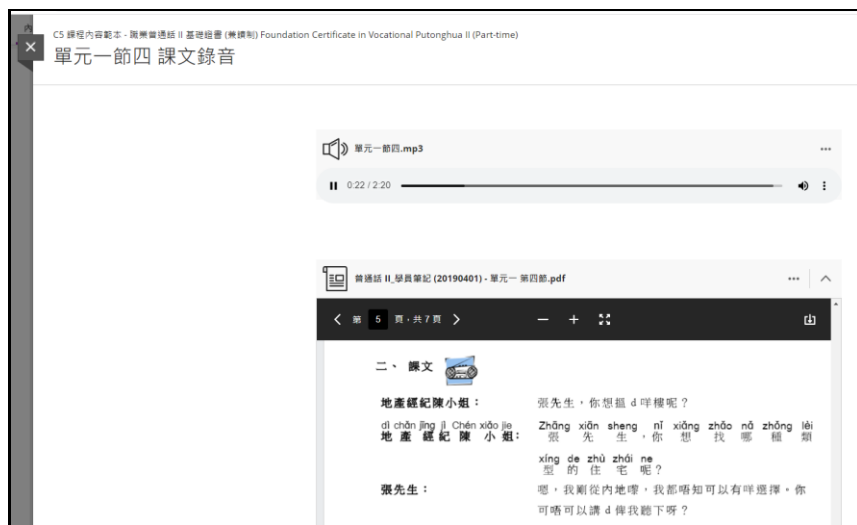 C5 課程內容範本 - 職業普通話 II 基礎證書 (兼讀制) Foundation Certificate in Vocational Putonghua II (Part-time)
單元一節四 課文錄音
單元一節四.mp3
0:22 / 2:20
普通話 II_學員筆記 (20190401) - 單元一 第四節.pdf
第 5 頁，共 7 頁
二、 課文
地產經紀陳小姐： 張先生，你想搵 d 咩樓呢？
dì chǎn jīng jì Chén xiǎo jie Zhāng xiān sheng nǐ xiǎng zhǎo nǎ zhǒng lèi
地 產 經 紀 陳 小 姐： 張 先 生，你 想 找 哪 種 類
xíng de zhù zhái ne
型 的 住 宅 呢？
張先生： 嗯，我剛從內地嚟，我都唔知可以有咩選擇。你
可唔可以講 d 俾我聽下呀？